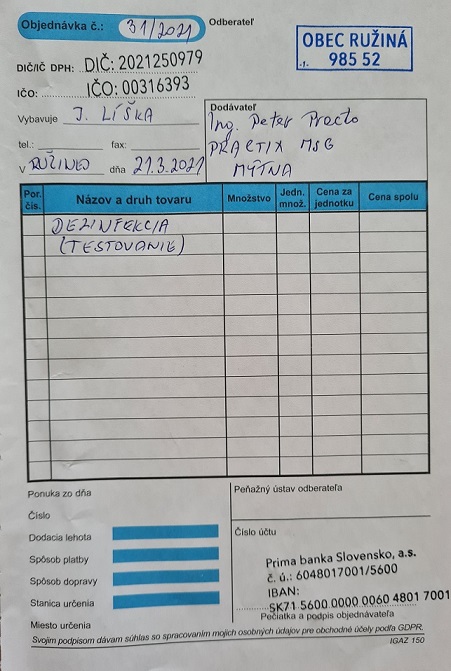 Objednávka č.: 31/2021
Odberateľ
OBEC RUŽINÁ
985 52
-1-
DIČ/IČ DPH: DIČ: 2021250979
IČO: IČO: 00316393
Vybavuje J. LÍŠKA
tel.: fax:
V RUŽINEJ dňa 21.3.2021
Dodávateľ
Ing. Peter Precto
PRACTIX MSG
MÝTNA
Por. čís. Názov a druh tovaru Množstvo Jedn. množ. Cena za jednotku Cena spolu
DEZINFEKCIA
(TESTOVANIE)
Ponuka zo dňa
Číslo
Dodacia lehota
Spôsob platby
Spôsob dopravy
Stanica určenia
Miesto určenia
Peňažný ústav odberateľa
Číslo účtu
Prima banka Slovensko, a.s.
č. ú.: 6048017001/5600
IBAN:
SK71 5600 0000 0060 4801 7001
Pečiatka a podpis objednávateľa
Svojim podpisom dávam súhlas so spracovaním mojich osobných údajov pre obchodné účely podľa GDPR.
IGAZ 150